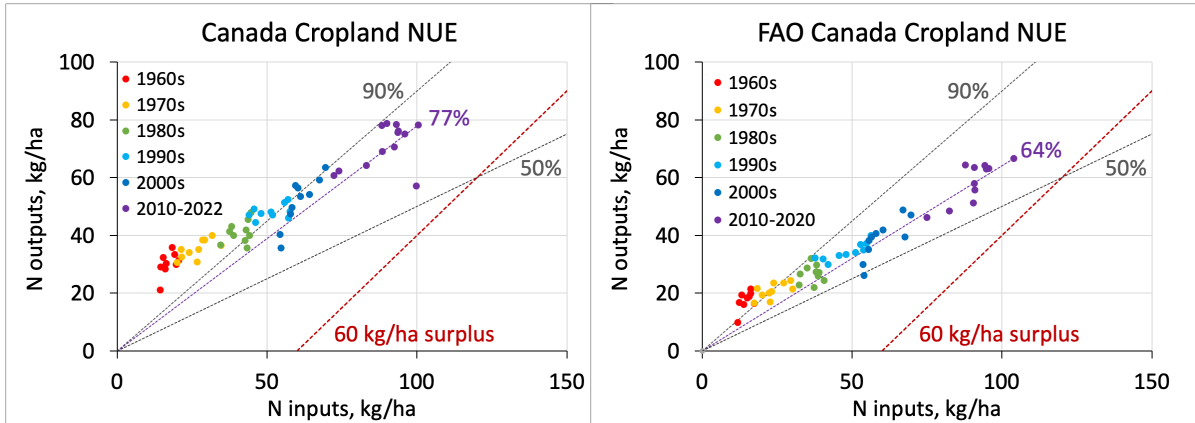 Canada Cropland NUE
100
80
60
40
20
0
N outputs, kg/ha
1960s
1970s
1980s
1990s
2000s
2010-2022
90%
77%
50%
60 kg/ha surplus
0
50
100
150
N inputs, kg/ha
FAO Canada Cropland NUE
100
80
60
40
20
0
N outputs, kg/ha
1960s
1970s
1980s
1990s
2000s
2010-2020
90%
64%
50%
60 kg/ha surplus
0
50
100
150
N inputs, kg/ha